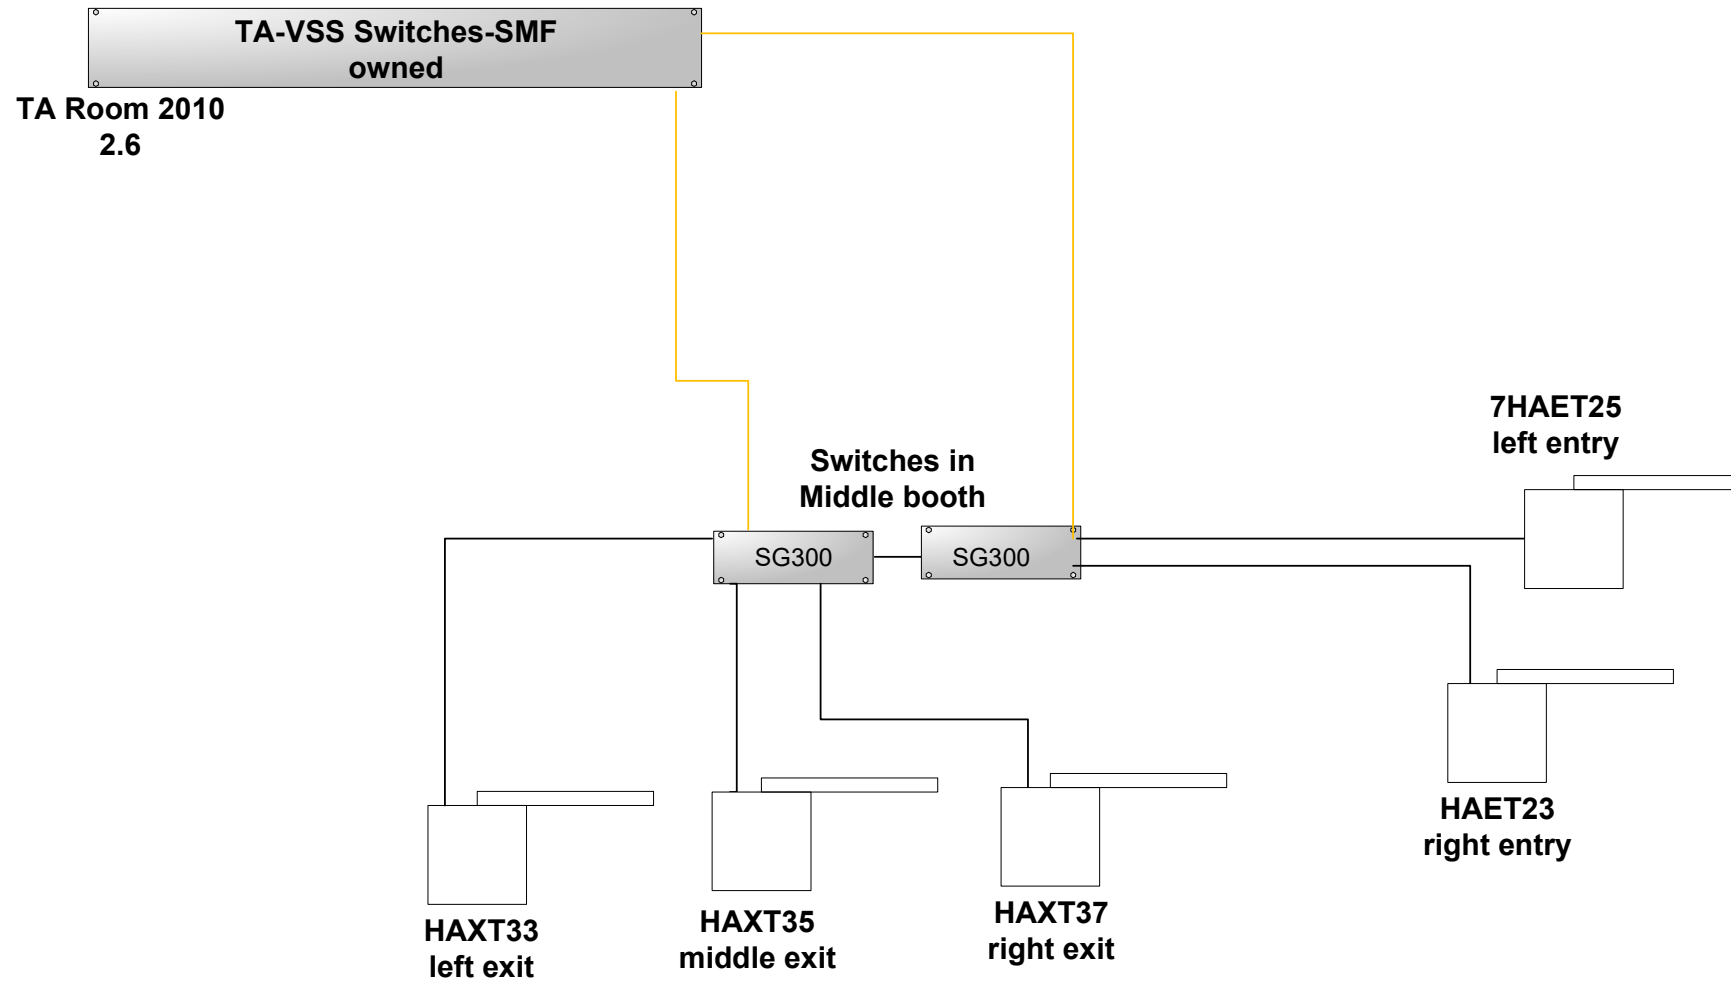 TA-VSS Switches-SMF
owned
TA Room 2010
2.6
7HAET25
left entry
Switches in
Middle booth
SG300
SG300
HAET23
right entry
HAXT33
left exit
HAXT35
middle exit
HAXT37
right exit